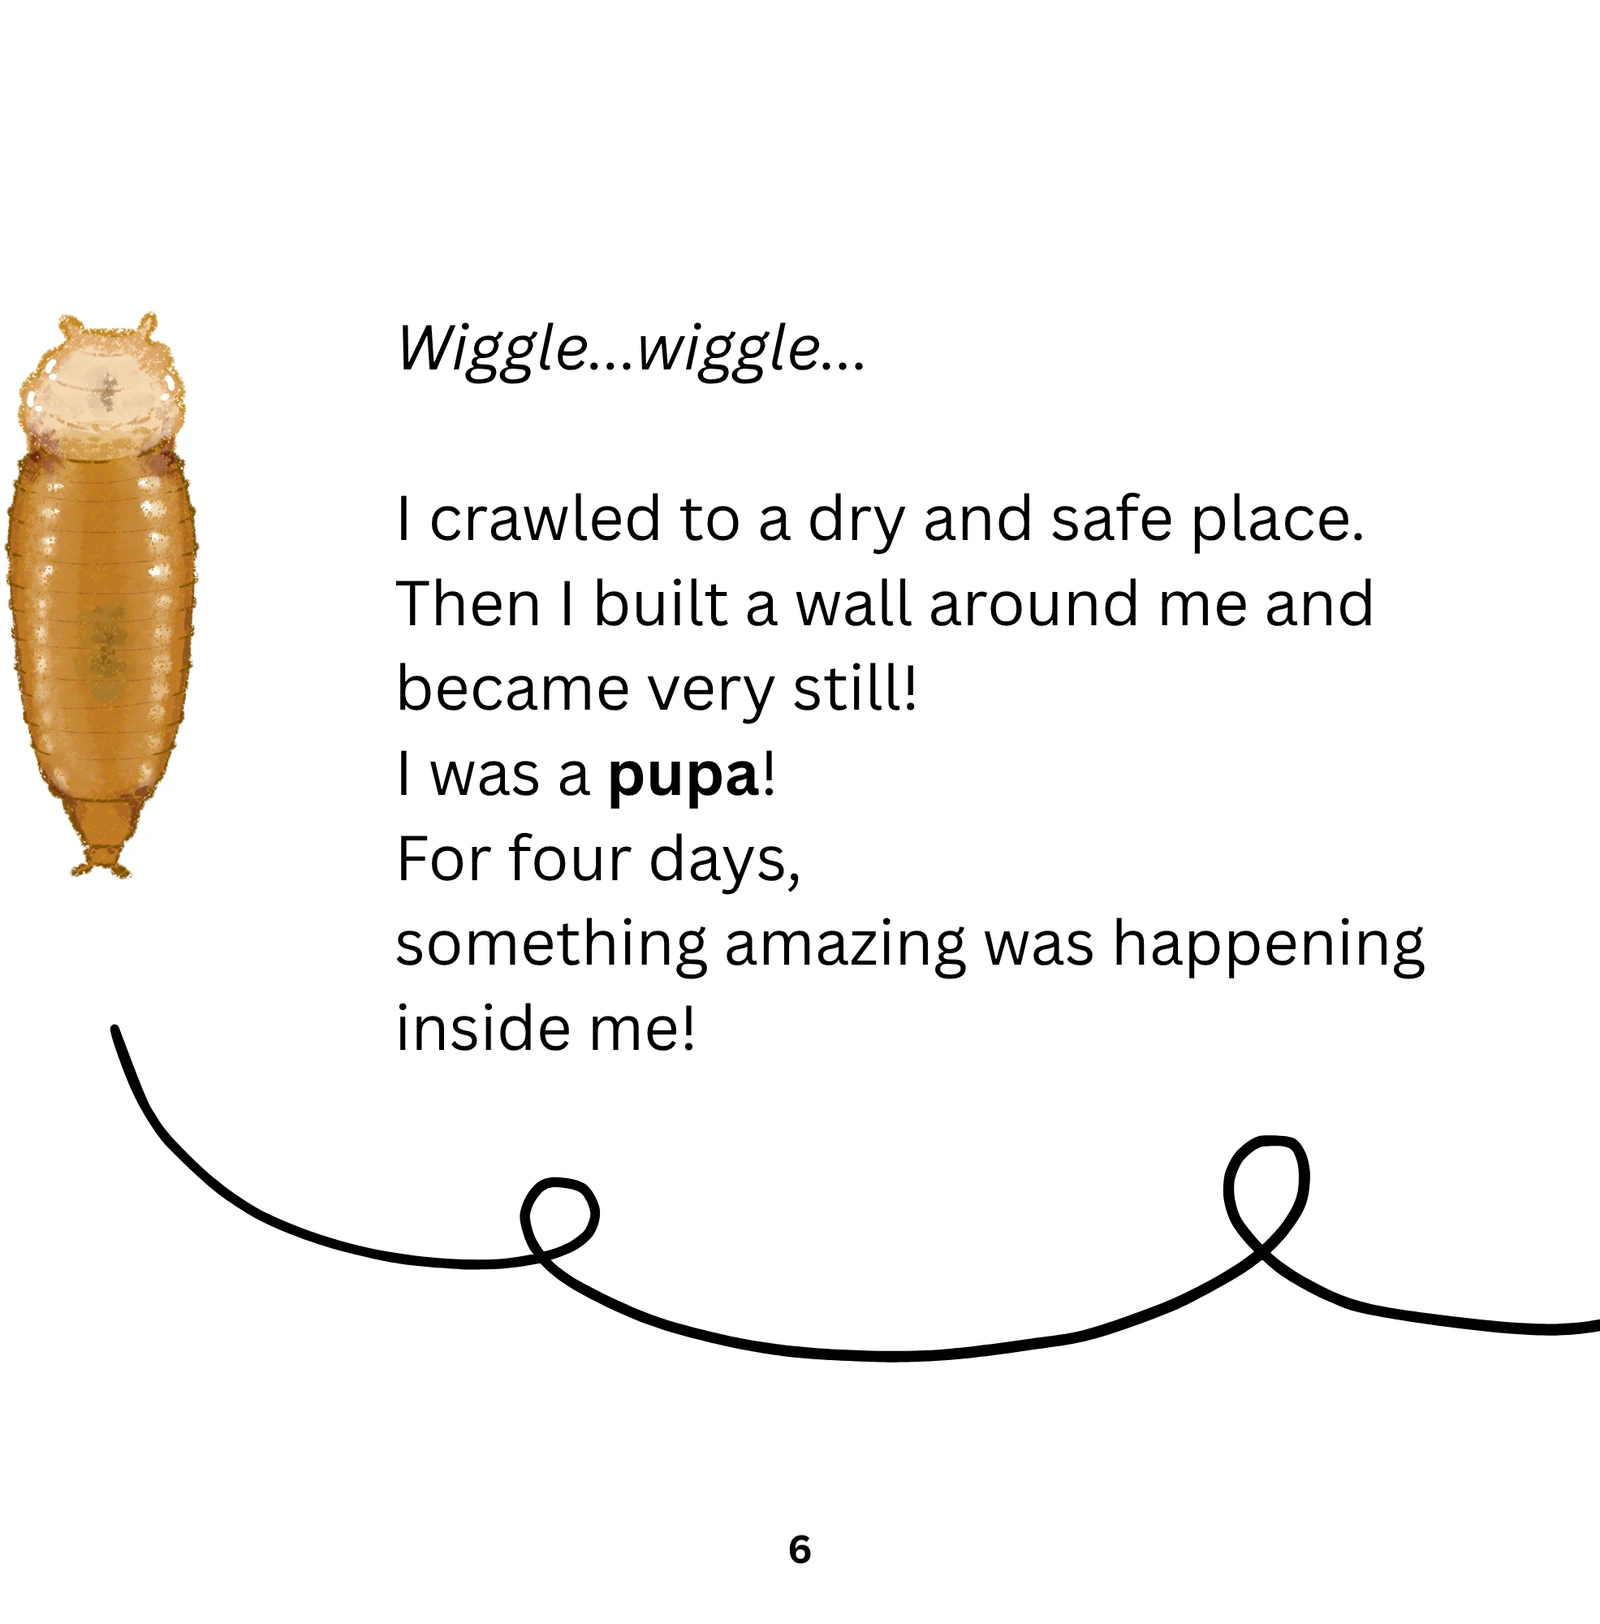 Wiggle...wiggle...
I crawled to a dry and safe place.
Then I built a wall around me and
became very still!
I was a pupa!
For four days,
something amazing was happening
inside me!
6